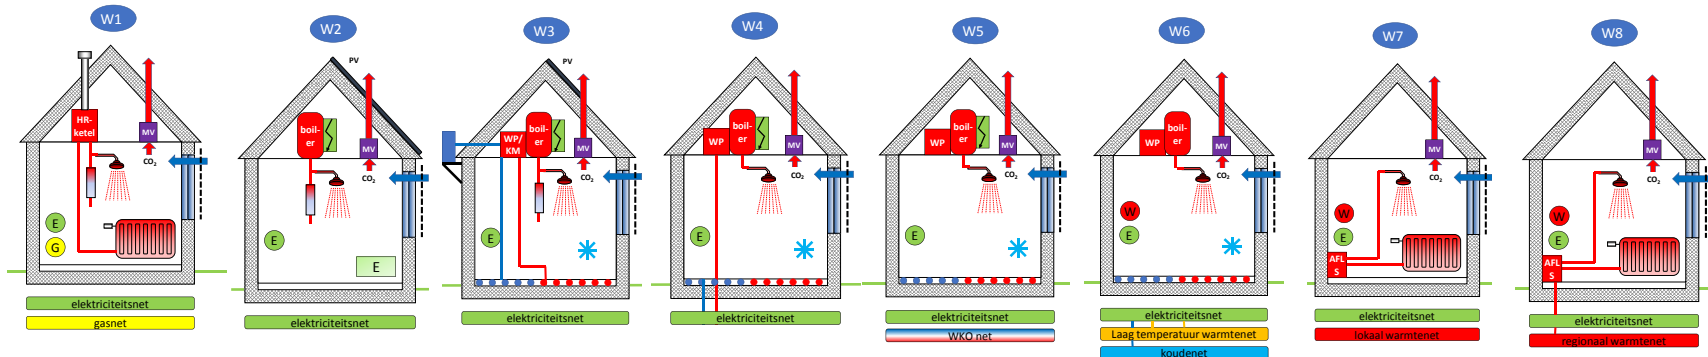 W1
HR-
ketel
MV
CO₂
E
G
elektriciteitsnet
gasnet
W2
PV
boil-
er
MV
CO₂
E
E
elektriciteitsnet
W3
PV
WP/
KM
boil-
er
MV
CO₂
E
elektriciteitsnet
W4
WP
boil-
er
MV
CO₂
E
elektriciteitsnet
W5
WP
boil-
er
MV
CO₂
E
elektriciteitsnet
WKO net
W6
WP
boil-
er
MV
CO₂
W
E
elektriciteitsnet
Laag temperatuur warmtenet
koudenet
W7
MV
CO₂
W
E
AFL
S
elektriciteitsnet
lokaal warmtenet
W8
MV
CO₂
W
E
AFL
S
elektriciteitsnet
regionaal warmtenet